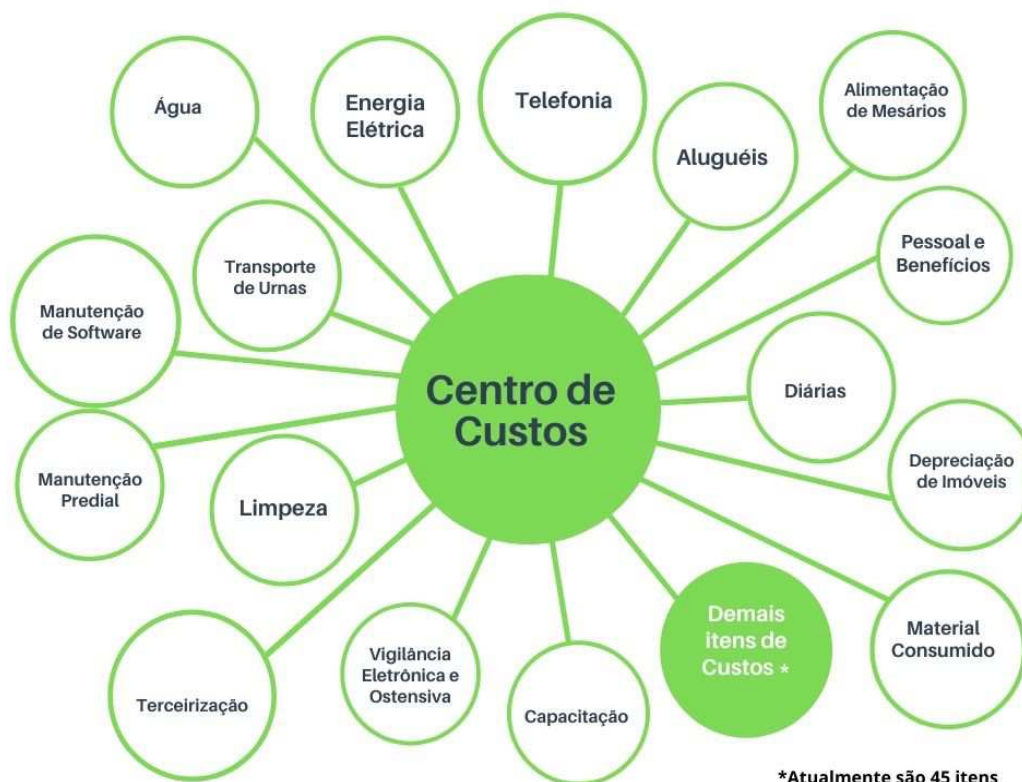 Água
Energia
Elétrica
Telefonia
Aluguéis
Alimentação
de Mesários
Transporte
de Urnas
Pessoal e
Benefícios
Manutenção
de Software
Centro de
Custos
Diárias
Manutenção
Predial
Limpeza
Depreciação
de Imóveis
Terceirização
Vigilância
Eletrônica e
Ostensiva
Capacitação
Demais
itens de
Custos *
Material
Consumido
*Atualmente são 45 itens